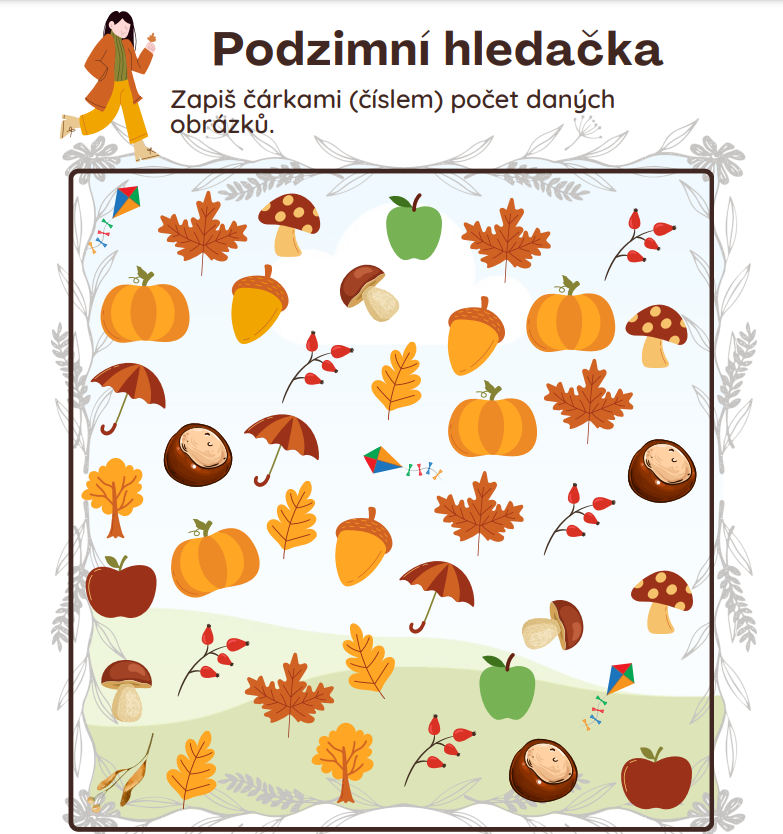 Podzimní hledačka
Zapiš čárkami (číslem) počet daných
obrázků.